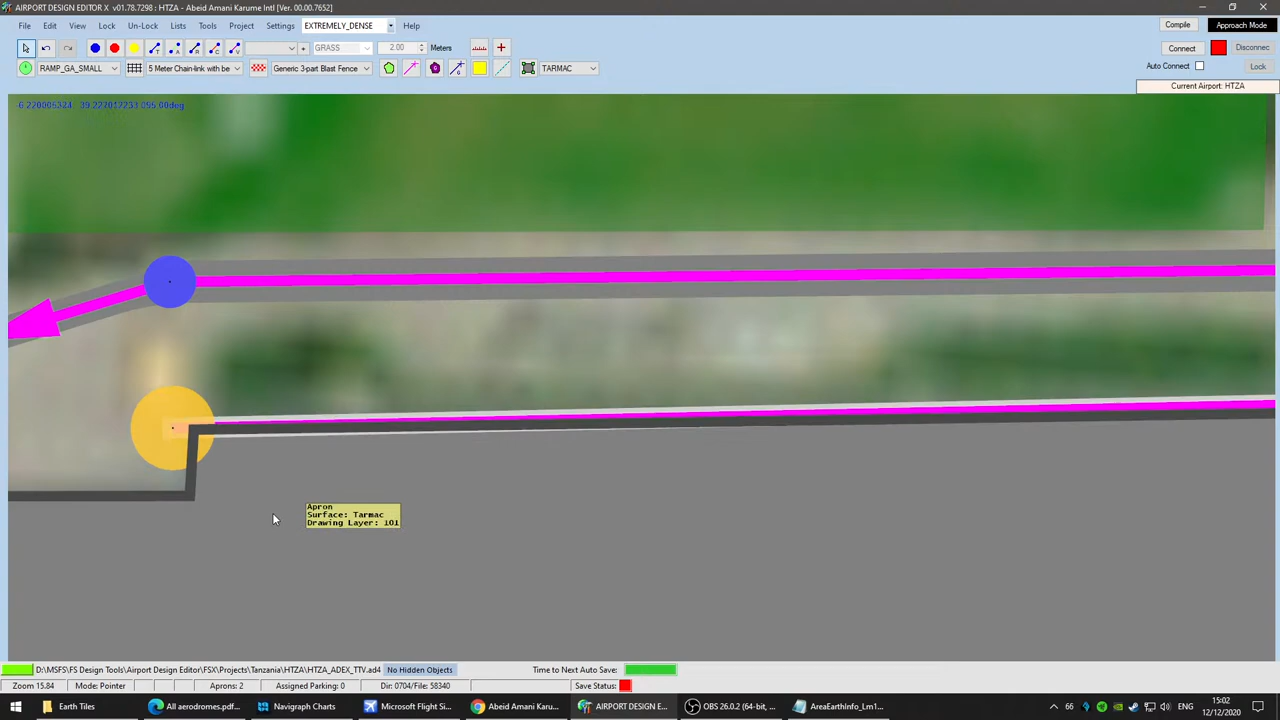 AIRPORT DESIGN EDITOR X v01.78.7298 : HTZA - Abeid Amani Karume Intl [Ver. 00.00.7652]
File Edit View Lock Un-Lock Lists Tools Project Settings EXTREMELY_DENSE Help
Compile Approach Mode
GRASS 2.00 Meters
Connect Disconnec
Auto Connect Lock
RAMP_GA_SMALL 5 Meter Chain-link with be Generic 3-part Blast Fence TARMAC
Current Airport: HTZA
Apron
Surface: Tarmac
Drawing Layer: 101
D:\MSFS\FS Design Tools\Airport Design Editor\FSX\Projects\Tanzania\HTZA\HTZA_ADEX_TTV.ad4 No Hidden Objects Time to Next Auto Save:
Zoom 15.84 Mode: Pointer Aprons: 2 Assigned Parking: 0 Dir: 0704/File: 58340 Save Status:
Earth Tiles All aerodromes.pdf... Navigraph Charts Microsoft Flight Si... Abeid Amani Karu... AIRPORT DESIGN E... OBS 26.0.2 (64-bit, ... AreaEarthInfo_Lm1... 66
15:02
12/12/2020